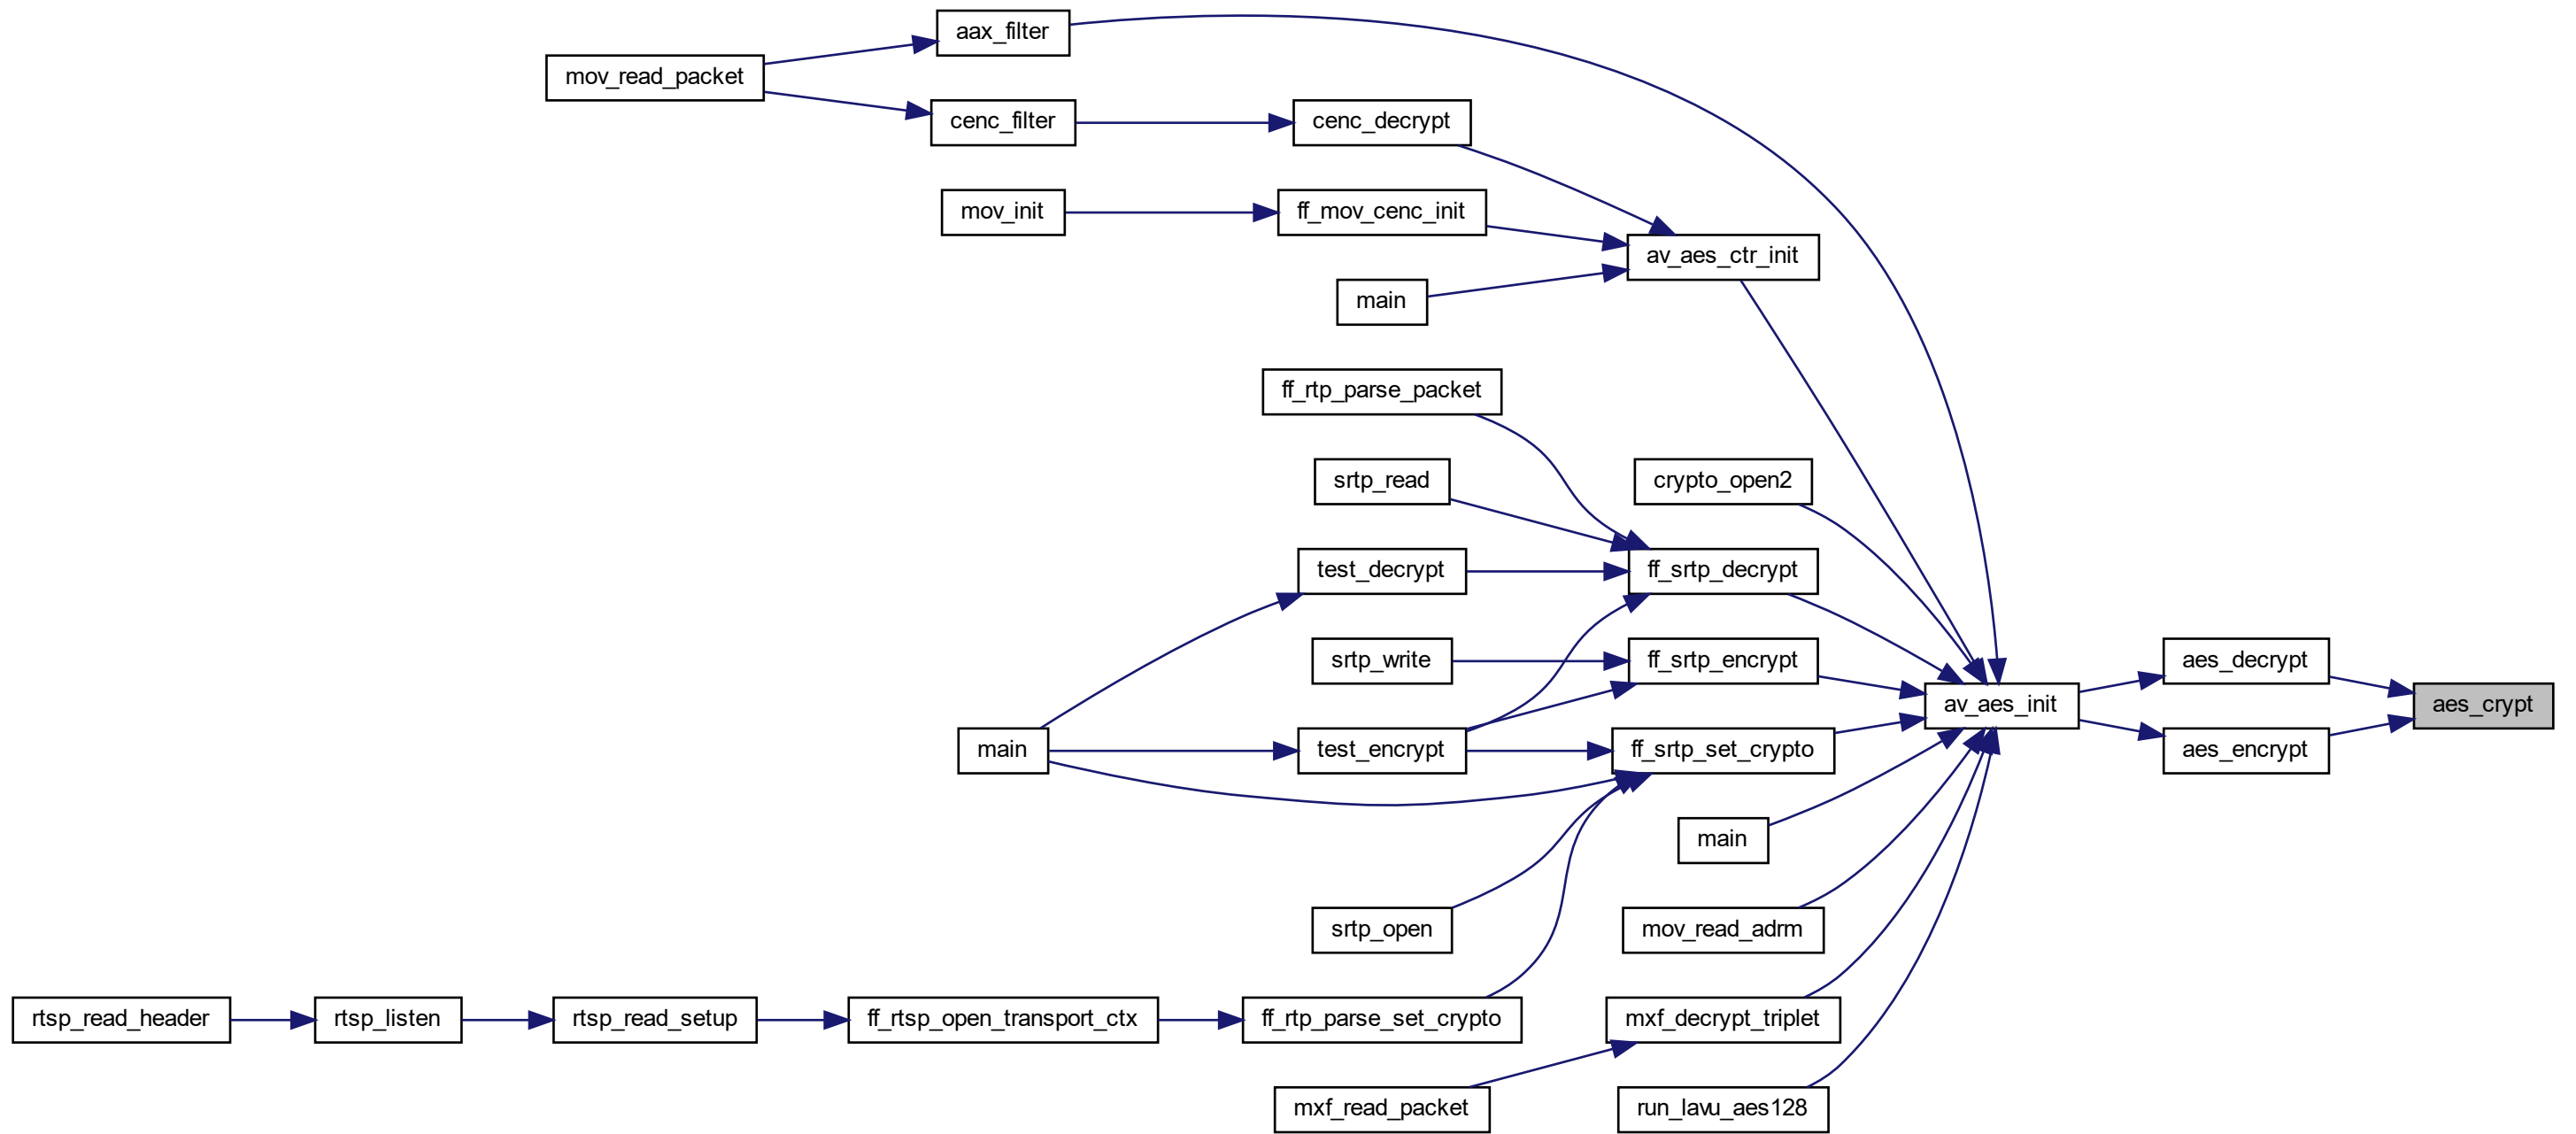 aax_filter
mov_read_packet
cenc_filter
cenc_decrypt
mov_init
ff_mov_cenc_init
av_aes_ctr_init
main
ff_rtp_parse_packet
srtp_read
crypto_open2
test_decrypt
ff_srtp_decrypt
srtp_write
ff_srtp_encrypt
aes_decrypt
av_aes_init
aes_crypt
main
test_encrypt
ff_srtp_set_crypto
aes_encrypt
main
srtp_open
mov_read_adrm
rtsp_read_header
rtsp_listen
rtsp_read_setup
ff_rtsp_open_transport_ctx
ff_rtp_parse_set_crypto
mxf_decrypt_triplet
mxf_read_packet
run_lavu_aes128